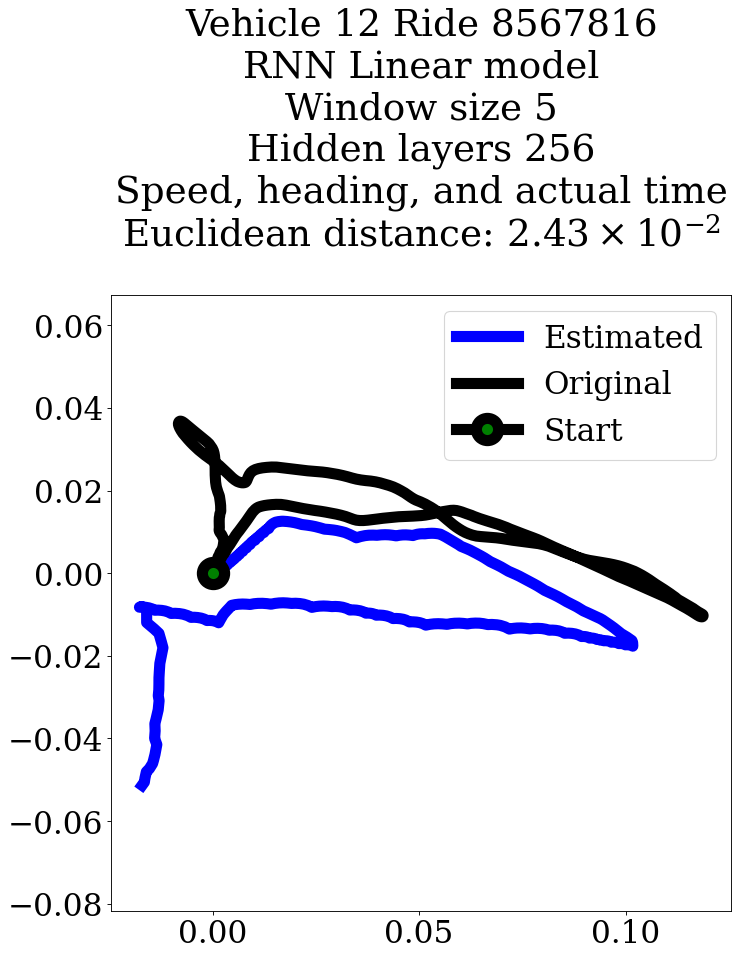 Vehicle 12 Ride 8567816
RNN Linear model
Window size 5
Hidden layers 256
Speed, heading, and actual time
Euclidean distance: 2.43 × 10⁻²
Estimated
Original
Start
0.06
0.04
0.02
0.00
−0.02
−0.04
−0.06
−0.08
0.00 0.05 0.10